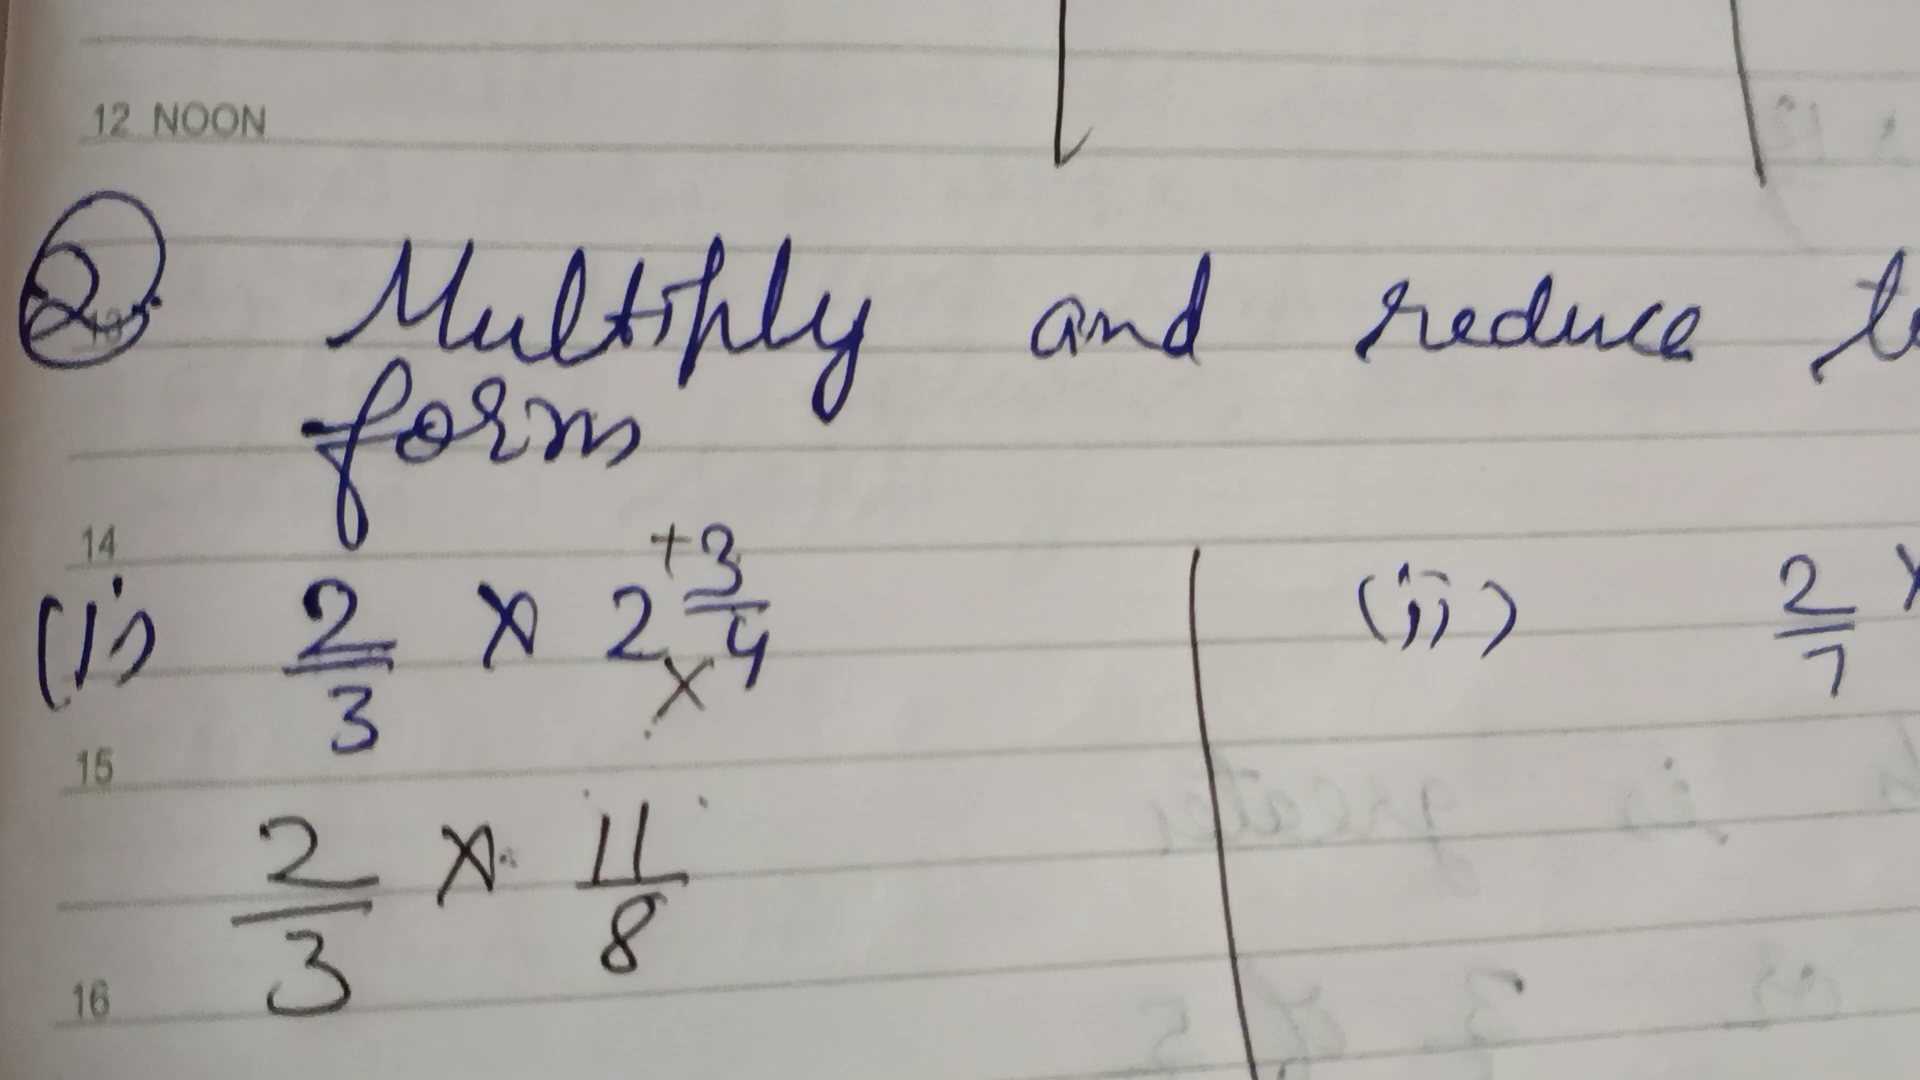 12 NOON
2. Multiply and reduce
form
14
(i) 2/3 × 2 +3/×4
(ii) 2/7 ×
15
2/3 × 11/8
16